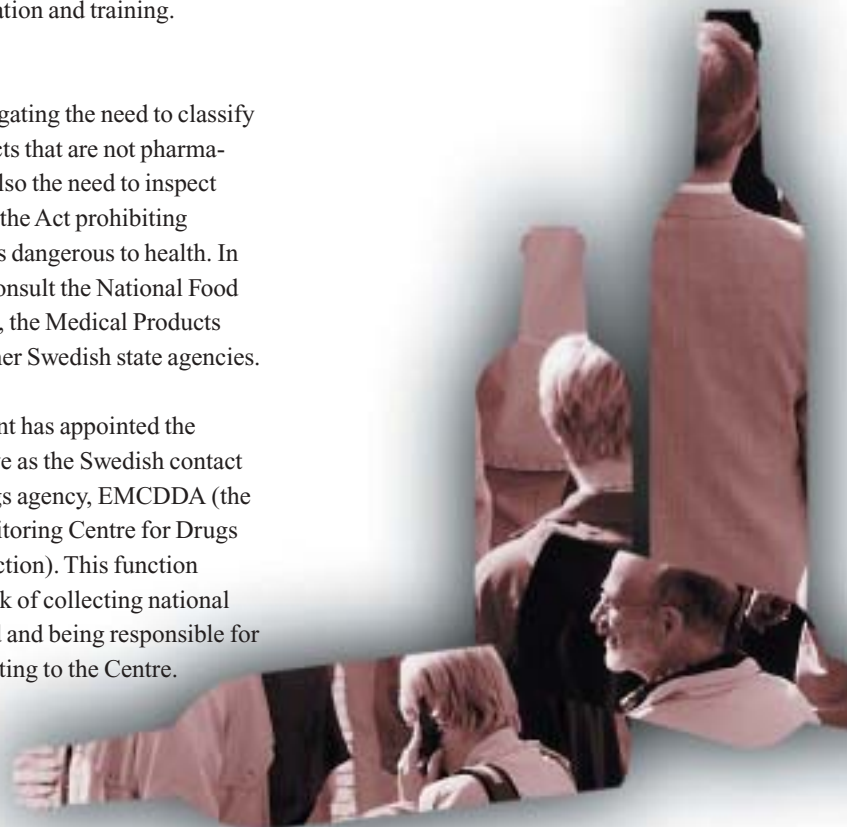 ation and training.
gating the need to classify
cts that are not pharma-
also the need to inspect
the Act prohibiting
s dangerous to health. In
onsult the National Food
, the Medical Products
her Swedish state agencies.
nt has appointed the
ve as the Swedish contact
gs agency, EMCDDA (the
itoring Centre for Drugs
ction). This function
k of collecting national
d and being responsible for
ting to the Centre.